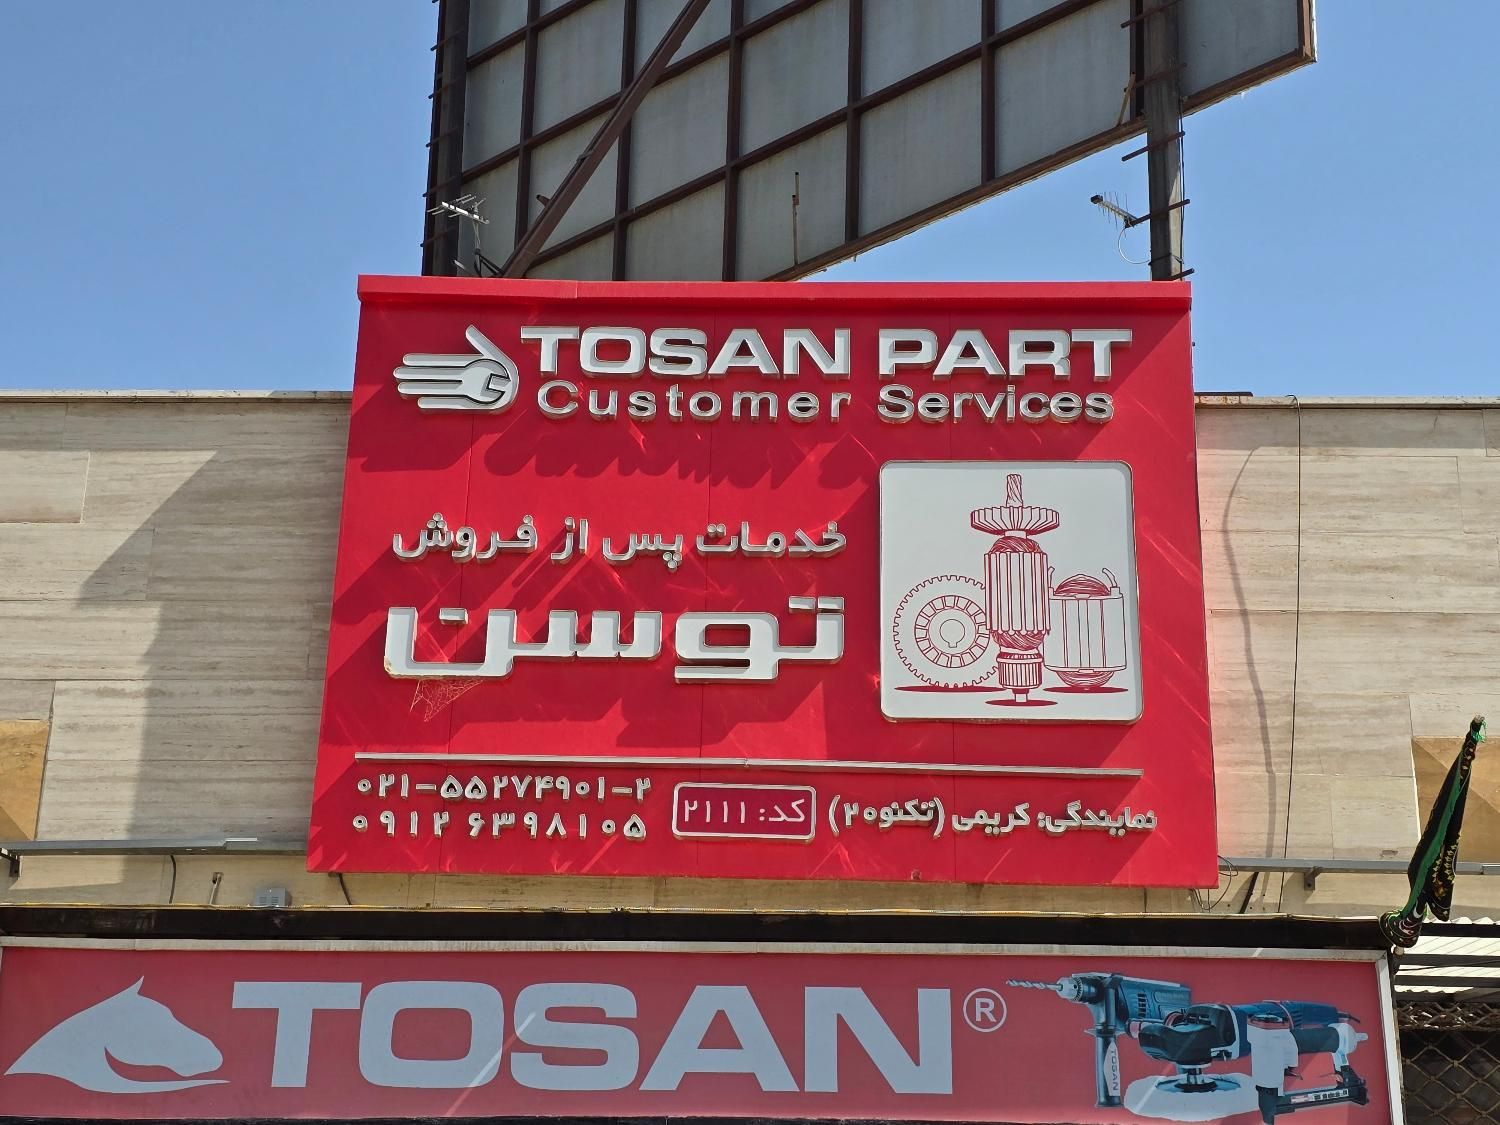 TOSAN PART
Customer Services
خدمات پس از فروش
توسن
۰۲۱-۵۵۲۷۴۹۰۱-۲
۰۹۱۲ ۶۳۹۸۱۰۵
کد: ۲۱۱۱
نمایندگی: کریمی (تکنو۲۰)
TOSAN®
TOSAN